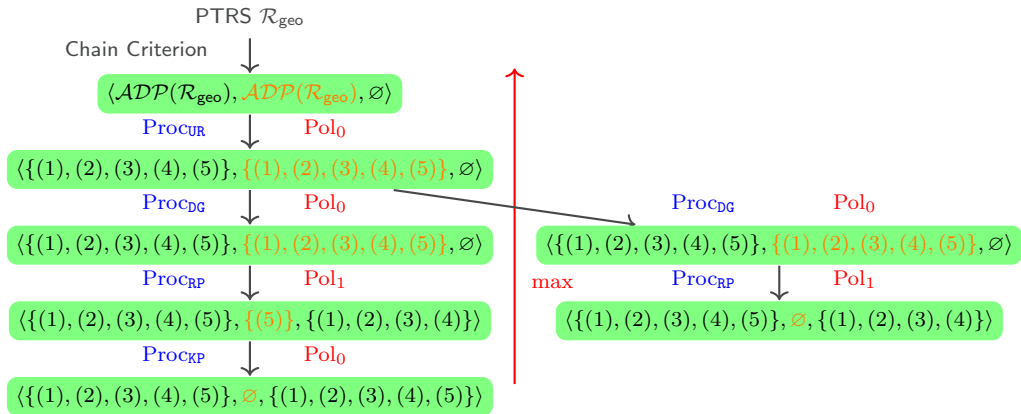 PTRS R_geo
Chain Criterion
⟨ADP(R_geo), ADP(R_geo), ∅⟩
Proc_UR Pol_0
⟨{(1), (2), (3), (4), (5)}, {(1), (2), (3), (4), (5)}, ∅⟩
Proc_DG Pol_0
⟨{(1), (2), (3), (4), (5)}, {(1), (2), (3), (4), (5)}, ∅⟩
Proc_RP Pol_1
⟨{(1), (2), (3), (4), (5)}, {(5)}, {(1), (2), (3), (4)}⟩
Proc_KP Pol_0
⟨{(1), (2), (3), (4), (5)}, ∅, {(1), (2), (3), (4), (5)}⟩
max
Proc_DG Pol_0
⟨{(1), (2), (3), (4), (5)}, {(1), (2), (3), (4), (5)}, ∅⟩
Proc_RP Pol_1
⟨{(1), (2), (3), (4), (5)}, ∅, {(1), (2), (3), (4)}⟩